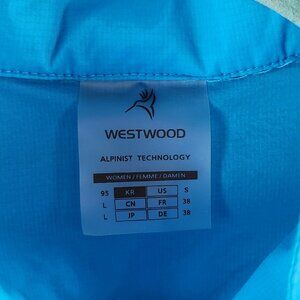 WESTWOOD
ALPINIST TECHNOLOGY
WOMEN / FEMME / DAMEN
95 KR US S
L CN FR 38
L JP DE 38